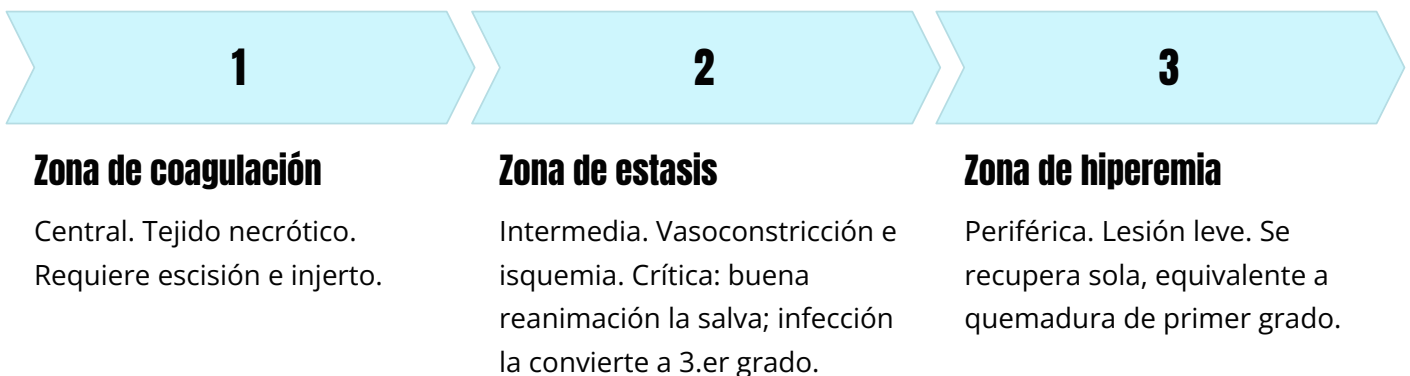 1
2
3
Zona de coagulación
Central. Tejido necrótico.
Requiere escisión e injerto.
Zona de estasis
Intermedia. Vasoconstricción e
isquemia. Crítica: buena
reanimación la salva; infección
la convierte a 3.er grado.
Zona de hiperemia
Periférica. Lesión leve. Se
recupera sola, equivalente a
quemadura de primer grado.